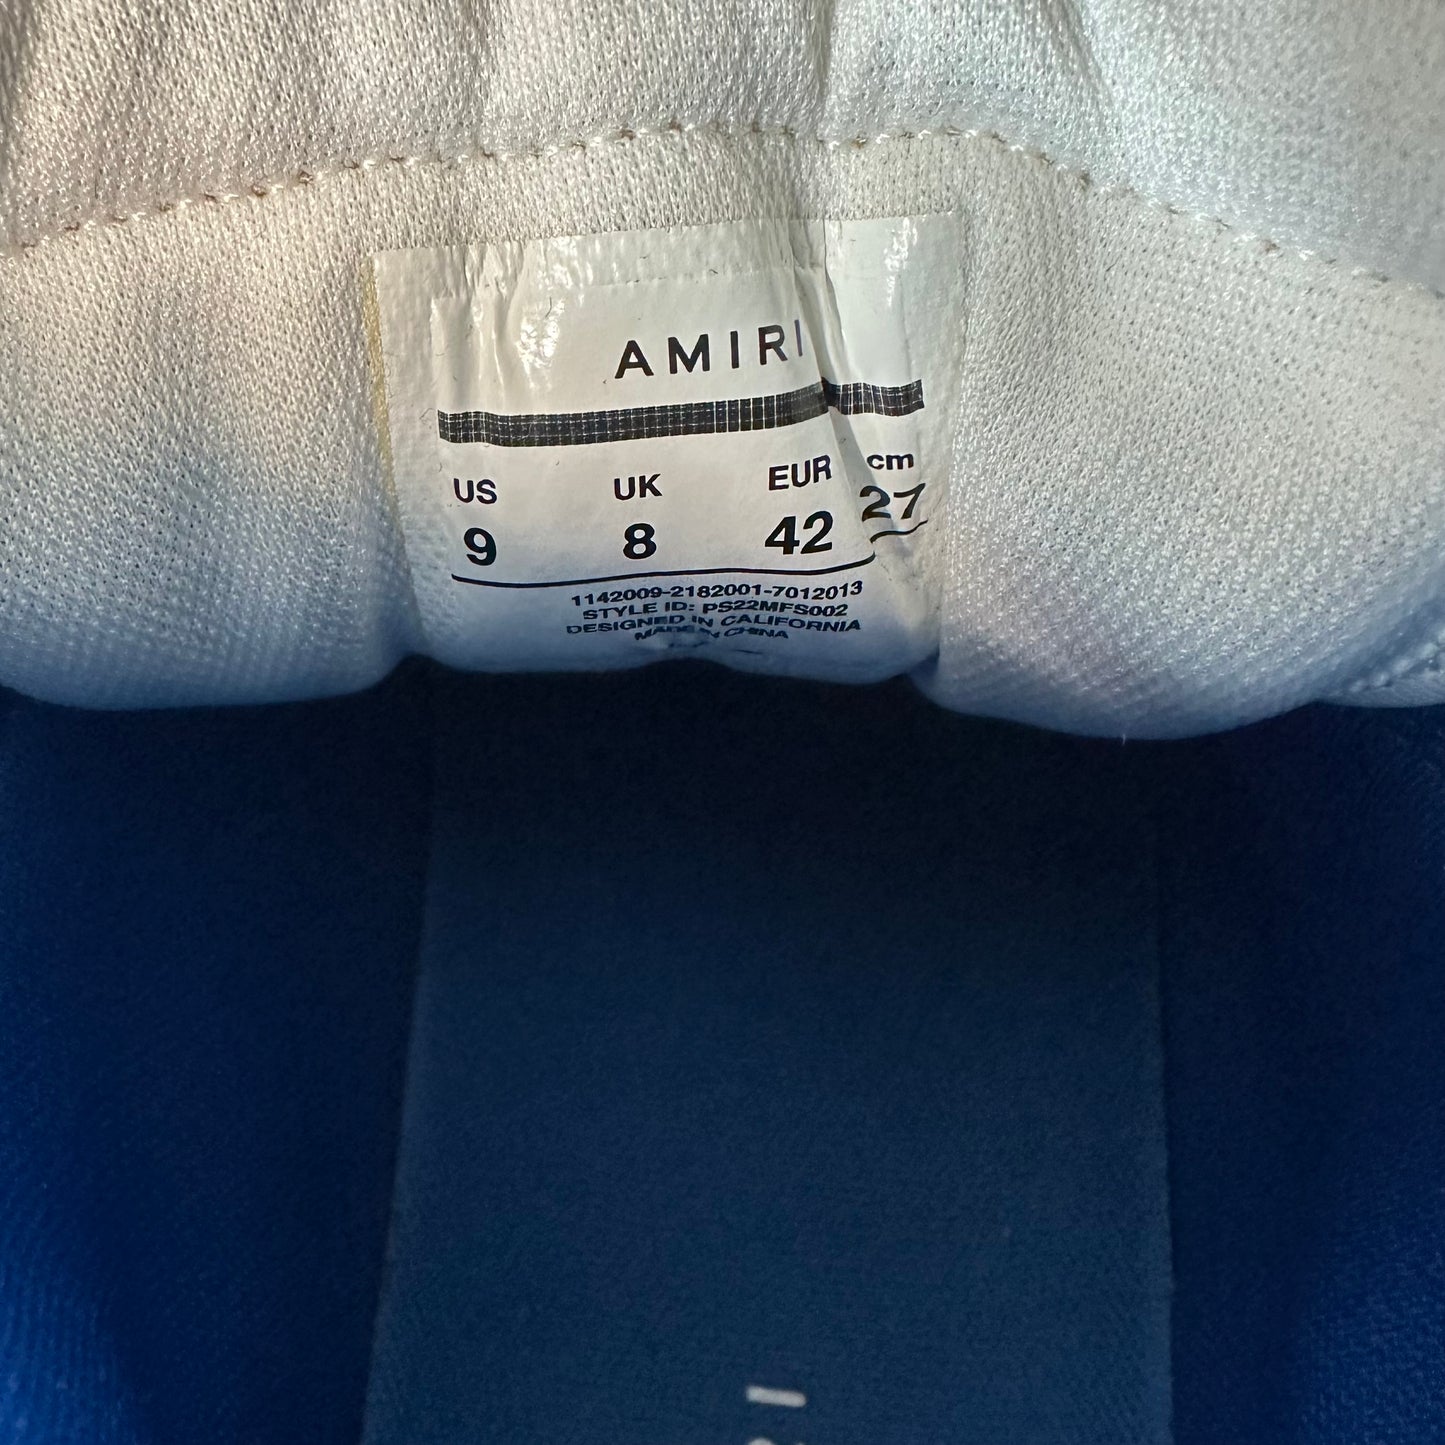 AMIRI
US UK EUR cm
9 8 42 27
1142009-2182001-7012013
STYLE ID: PS22MFS002
DESIGNED IN CALIFORNIA
MADE IN CHINA